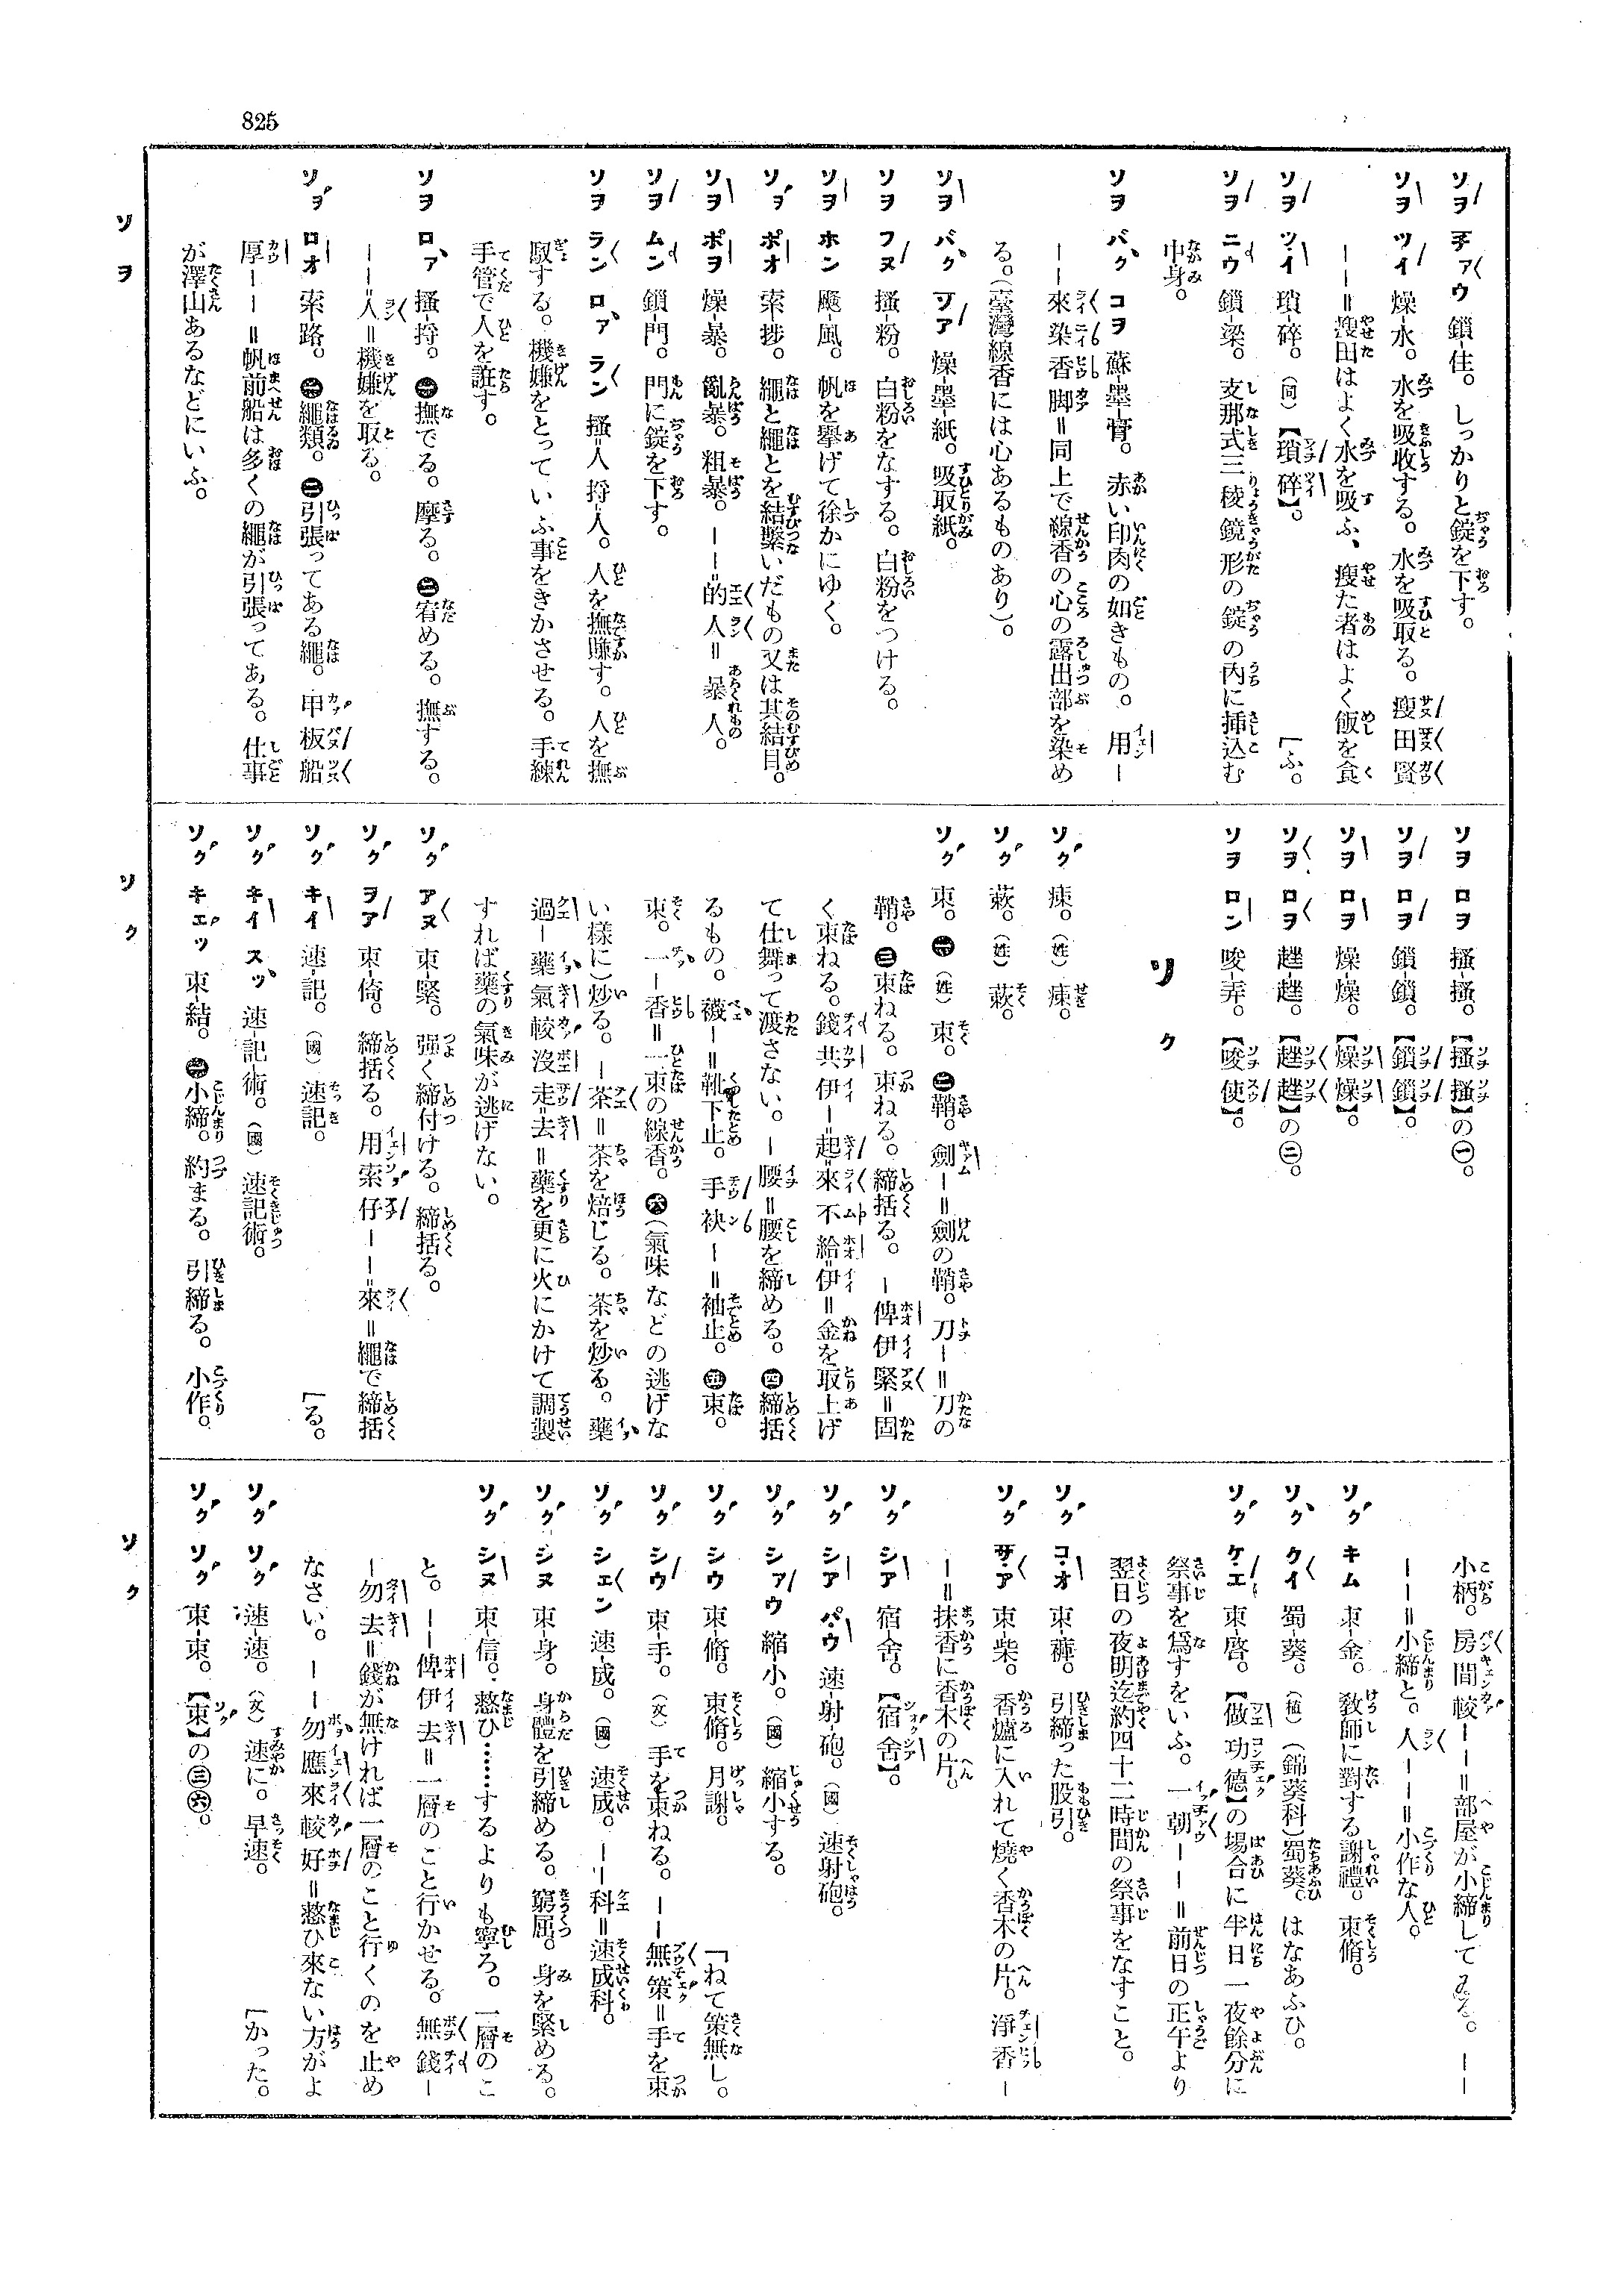 825
ソヲ チァウ 鎖-住。しっかりと錠を下す。
ソヲ ツイ 燥-水。水を吸收する。水を吸取る。瘦田賢
——＝瘦田はよく水を吸ふ、瘦た者はよく飯を食
ソヲ ツイ 瑣-碎。(同)【瑣碎】。 [ふ。
ソヲ ニウ 鎖-梁。支那式三稜鏡形の錠の內に挿込む
中身。
ソヲ バク コヲ 蘇-墨-膏。赤い印肉の如きもの。用—
——來染香脚＝同上で線香の心の露出部を染め
る。(臺灣線香には心あるものあり)。
ソヲ バク ツァ 燥-墨-紙。吸取紙。
ソヲ フヌ 搔-粉。白粉をなする。白粉をつける。
ソヲ ホン 颸-風。帆を擧げて徐かにゆく。
ソヲ ポオ 索-抄。繩と繩とを結繫いだもの又は其結目。
ソヲ ポヲ 燥-暴。亂暴。粗暴。——＝的人＝暴人。
ソヲ ムン 鎖-門。門に錠を下す。
ソヲ ラン ロァ ラン 搔＝人捋-人。人を撫賺す。人を撫
馭する。機嫌をとっていふ事をきかさせる。手練
手管で人を誑す。
ソヲ ロァ 搔-捋。㊀撫でる。摩る。㊁宥める。撫する。
——＝人＝機嫌を取る。
ソヲ ロオ 索-路。㊀繩類。㊁引張ってある繩。甲板船
厚——＝帆前船は多くの繩が引張ってある。仕事
が澤山あるなどにいふ。
ソヲ
ソヲ ロヲ 搔-搔。【搔搔】の㊀。
ソヲ ロヲ 鎖-鎖。【鎖鎖】。
ソヲ ロヲ 燥-燥。【燥燥】。
ソヲ ロヲ 趖-趖。【趖趖】の㊁。
ソヲ ロン 唆-弄。【唆使】。
ソク
ソク 㾊。(姓)㾊。
ソク 蔌。(姓)蔌。
ソク 束。㊀(姓)束。㊁鞘。劍—＝劍の鞘。刀—＝刀の
鞘。㊂束ねる。束ねる。締括る。—俾伊緊＝固
く束ねる。錢共伊—起＝來不給＝伊＝金を取上げ
て仕舞って渡さない。—腰＝腰を締める。㊃締括
るもの。襪—＝靴下止。手袂—＝袖止。㊄束。
束。一—香＝一束の線香。㊅(氣味などの逃げな
い樣に)炒る。—茶＝茶を焙じる。茶を炒る。藥
過—藥氣較沒走＝去＝藥を更に火にかけて調製
すれば藥の氣味が逃げない。
ソク アヌ 束-緊。强く締付ける。締括る。
ソク ヲァ 束-倚。締括る。用索仔——＝來＝繩で締括
ソク キイ 速-記。(國)速記。 [る。
ソク キイ スッ 速-記-術。(國)速記術。
ソク キェッ 束-結。㊀小締。約まる。引締る。小作。
ソク
小柄。房間較——＝部屋が小締してゐる。——
——＝小締と。人——＝小作な人。
ソク キム 束-金。敎師に對する謝禮。束脩。
ソク クイ 蜀-葵。(植)(錦葵科)蜀葵。はなあふひ。
ソク ケエ 束-啓。【做功德】の場合に半日一夜餘分に
祭事を爲すをいふ。一朝——＝前日の正午より
翌日の夜明迄約四十二時間の祭事をなすこと。
ソク コオ 束-褲。引締った股引。
ソク サア 束-柴。香爐に入れて燒く香木の片。淨香—
—＝抹香に香木の片。
ソク シア 宿-舍。【宿舍】。
ソク シア パウ 速-射-砲。(國)速射砲。
ソク シァウ 縮-小。(國)縮小する。
ソク シウ 束-脩。束脩。月謝。 [ねて策無し。
ソク シウ 束-手。(文)手を束ねる。——無策＝手を束
ソク シェン 速-成。(國)速成。—＝科＝速成科。
ソク シヌ 束-身。身體を引締める。窮屈。身を緊める。
ソク シヌ 束-信。憖ひ……するよりも寧ろ。一層のこ
と。——俾伊去＝一層のこと行かせる。無錢—
—勿去＝錢が無ければ一層のこと行くのを止め
なさい。——勿應來較好＝憖ひ來ない方がよ
ソク ソク 速-速。(文)速に。早速。 [かった。
ソク ソク 束-束。【束】の㊂㊅。
ソク